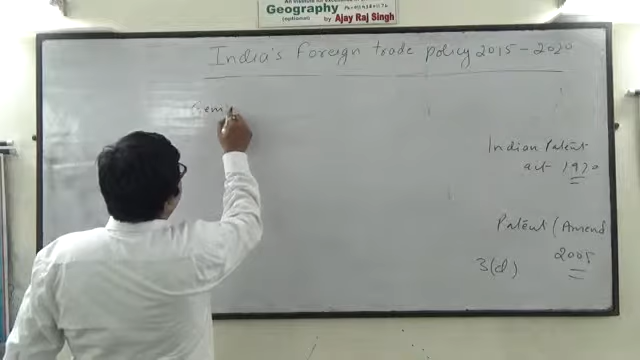 Geography
(optional) by Ajay Raj Singh
India's Foreign trade policy 2015-2020
Indian Patent
act 1970
Patent (Amend
2005
3(d)